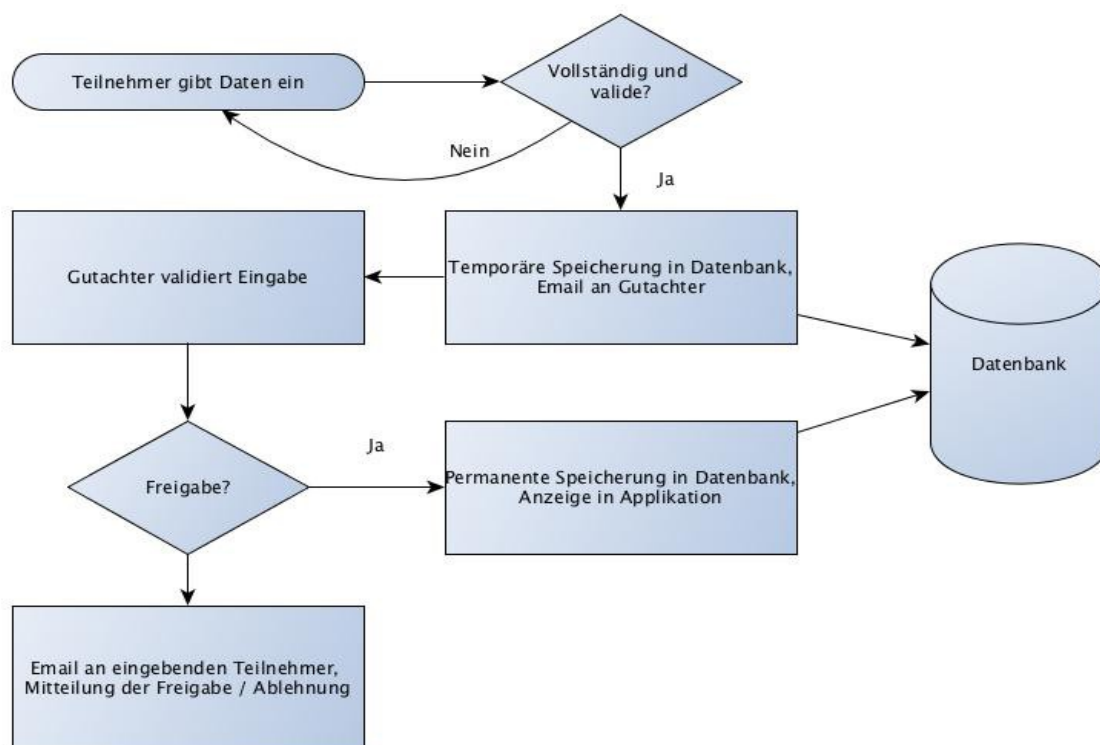 Teilnehmer gibt Daten ein
Vollständig und
valide?
Nein
Ja
Gutachter validiert Eingabe
Temporäre Speicherung in Datenbank,
Email an Gutachter
Datenbank
Ja
Freigabe?
Permanente Speicherung in Datenbank,
Anzeige in Applikation
Email an eingebenden Teilnehmer,
Mitteilung der Freigabe / Ablehnung